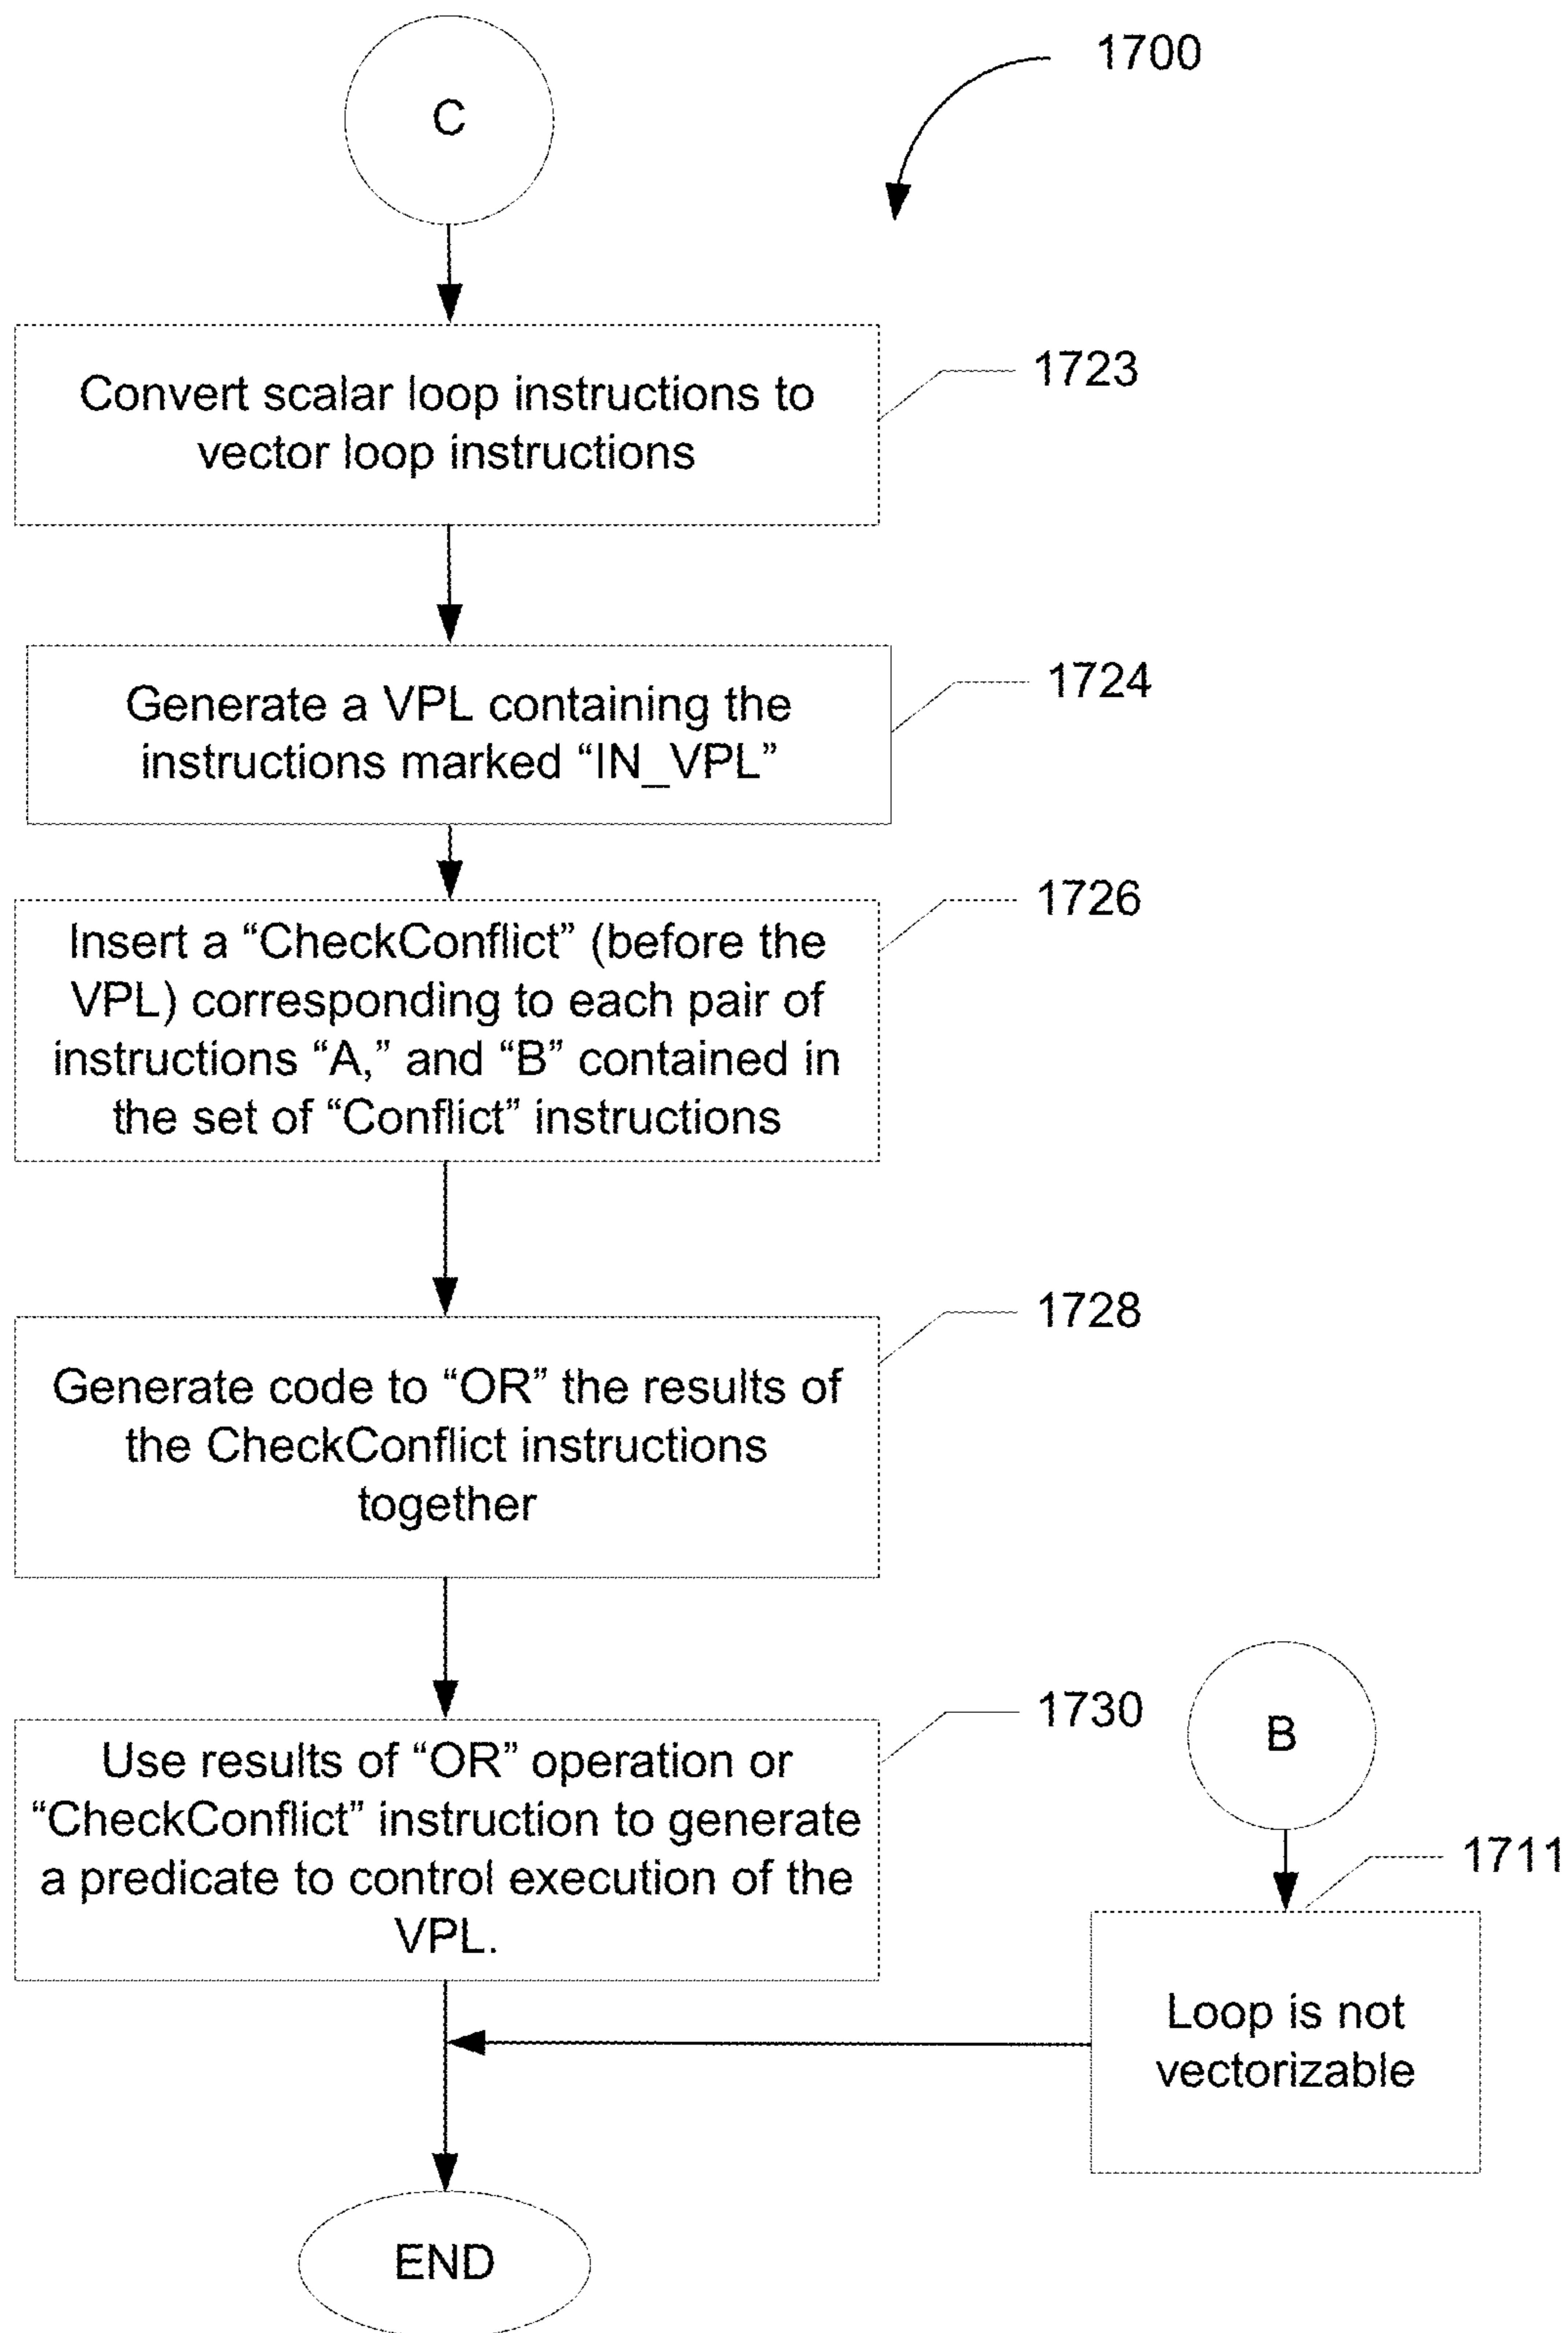 1700
C
Convert scalar loop instructions to
vector loop instructions
1723
Generate a VPL containing the
instructions marked “IN_VPL”
1724
Insert a “CheckConflict” (before the
VPL) corresponding to each pair of
instructions “A,” and “B” contained in
the set of “Conflict” instructions
1726
Generate code to “OR” the results of
the CheckConflict instructions
together
1728
Use results of “OR” operation or
“CheckConflict” instruction to generate
a predicate to control execution of the
VPL.
1730
B
1711
Loop is not
vectorizable
END